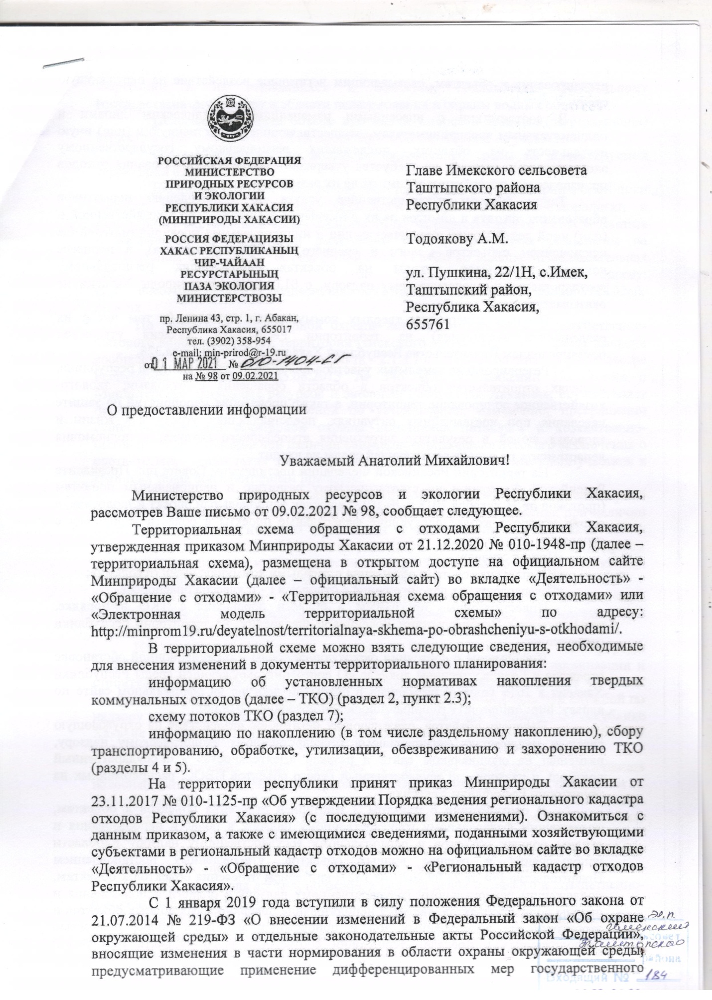 РОССИЙСКАЯ ФЕДЕРАЦИЯ
МИНИСТЕРСТВО
ПРИРОДНЫХ РЕСУРСОВ
И ЭКОЛОГИИ
РЕСПУБЛИКИ ХАКАСИЯ
(МИНПРИРОДЫ ХАКАСИИ)
РОССИЯ ФЕДЕРАЦИЯЗЫ
ХАКАС РЕСПУБЛИКАНЫҢ
ЧИР-ЧАЙААН
РЕСУРСТАРЫНЫҢ
ПАЗА ЭКОЛОГИЯ
МИНИСТЕРСТВОЗЫ
пр. Ленина 43, стр. 1, г. Абакан,
Республика Хакасия, 655017
тел. (3902) 358-954
e-mail: min-prirod@r-19.ru
от 01 МАР 2021 № 010-1404-ЕГ
на № 98 от 09.02.2021
Главе Имекского сельсовета
Таштыпского района
Республики Хакасия
Тодоякову А.М.
ул. Пушкина, 22/1Н, с.Имек,
Таштыпский район,
Республика Хакасия,
655761
О предоставлении информации
Уважаемый Анатолий Михайлович!
Министерство природных ресурсов и экологии Республики Хакасия,
рассмотрев Ваше письмо от 09.02.2021 № 98, сообщает следующее.
Территориальная схема обращения с отходами Республики Хакасия,
утвержденная приказом Минприроды Хакасии от 21.12.2020 № 010-1948-пр (далее –
территориальная схема), размещена в открытом доступе на официальном сайте
Минприроды Хакасии (далее – официальный сайт) во вкладке «Деятельность» -
«Обращение с отходами» - «Территориальная схема обращения с отходами» или
«Электронная модель территориальной схемы» по адресу:
http://minprom19.ru/deyatelnost/territorialnaya-skhema-po-obrashcheniyu-s-otkhodami/.
В территориальной схеме можно взять следующие сведения, необходимые
для внесения изменений в документы территориального планирования:
информацию об установленных нормативах накопления твердых
коммунальных отходов (далее – ТКО) (раздел 2, пункт 2.3);
схему потоков ТКО (раздел 7);
информацию по накоплению (в том числе раздельному накоплению), сбору
транспортированию, обработке, утилизации, обезвреживанию и захоронению ТКО
(разделы 4 и 5).
На территории республики принят приказ Минприроды Хакасии от
23.11.2017 № 010-1125-пр «Об утверждении Порядка ведения регионального кадастра
отходов Республики Хакасия» (с последующими изменениями). Ознакомиться с
данным приказом, а также с имеющимися сведениями, поданными хозяйствующими
субъектами в региональный кадастр отходов можно на официальном сайте во вкладке
«Деятельность» - «Обращение с отходами» - «Региональный кадастр отходов
Республики Хакасия».
С 1 января 2019 года вступили в силу положения Федерального закона от
21.07.2014 № 219-ФЗ «О внесении изменений в Федеральный закон «Об охране
окружающей среды» и отдельные законодательные акты Российской Федерации»,
вносящие изменения в части нормирования в области охраны окружающей среды,
предусматривающие применение дифференцированных мер государственного
Имекский
сельсовет
района
Входящий № 184